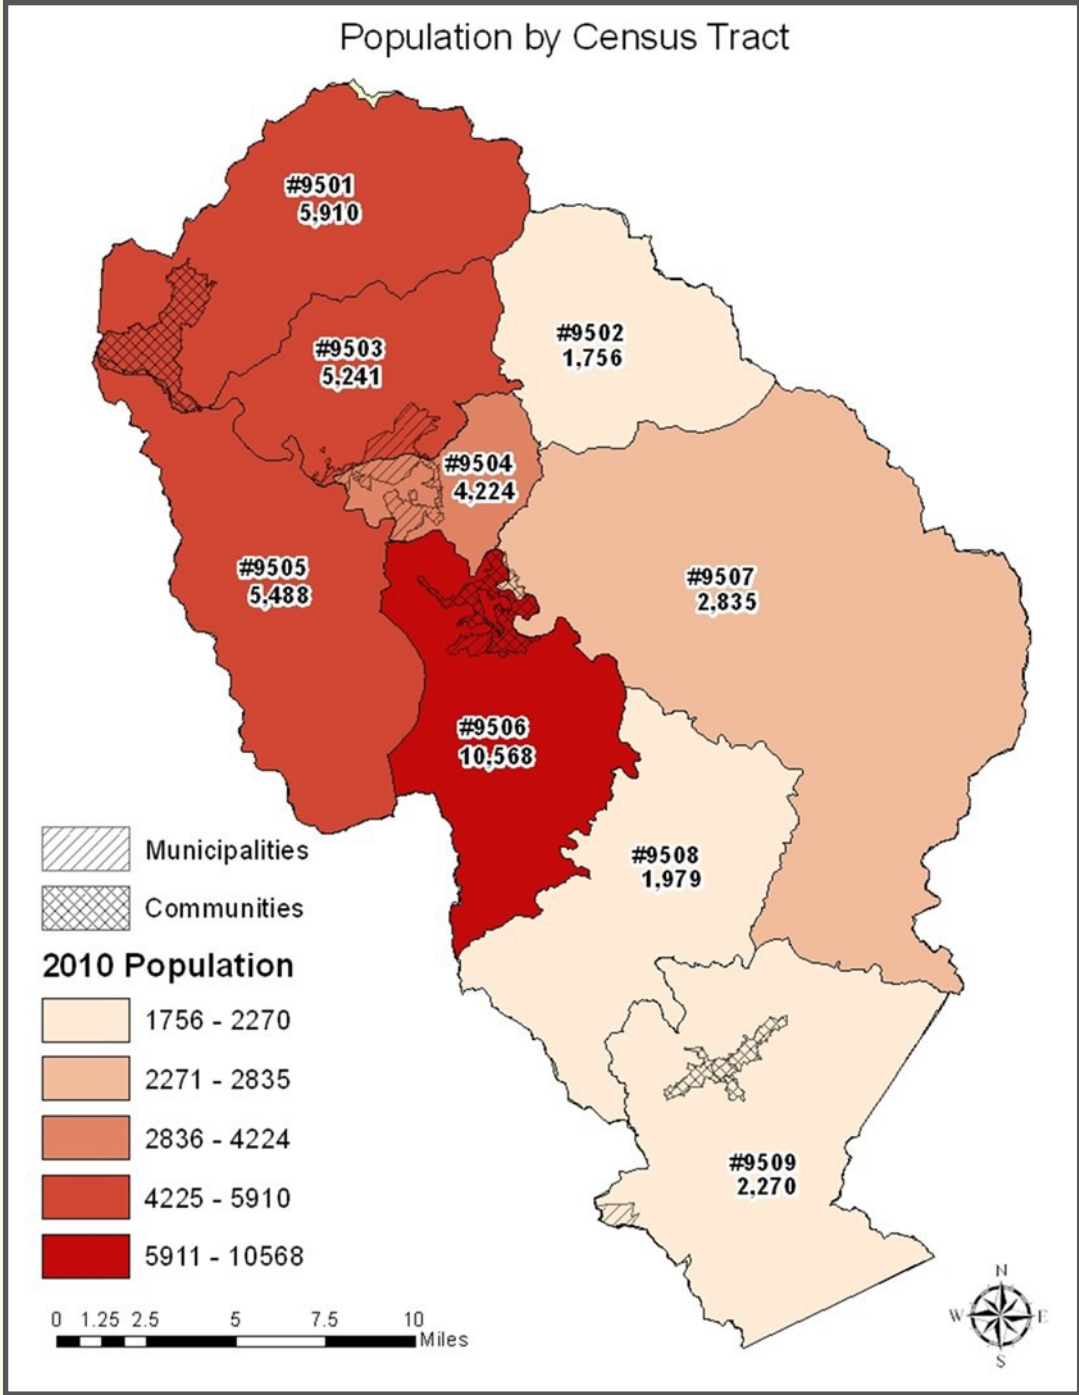 Population by Census Tract
#9501
5,910
#9502
1,756
#9503
5,241
#9504
4,224
#9505
5,488
#9507
2,835
#9506
10,568
#9508
1,979
#9509
2,270
Municipalities
Communities
2010 Population
1756 - 2270
2271 - 2835
2836 - 4224
4225 - 5910
5911 - 10568
0 1.25 2.5 5 7.5 10
Miles
N
W E
S